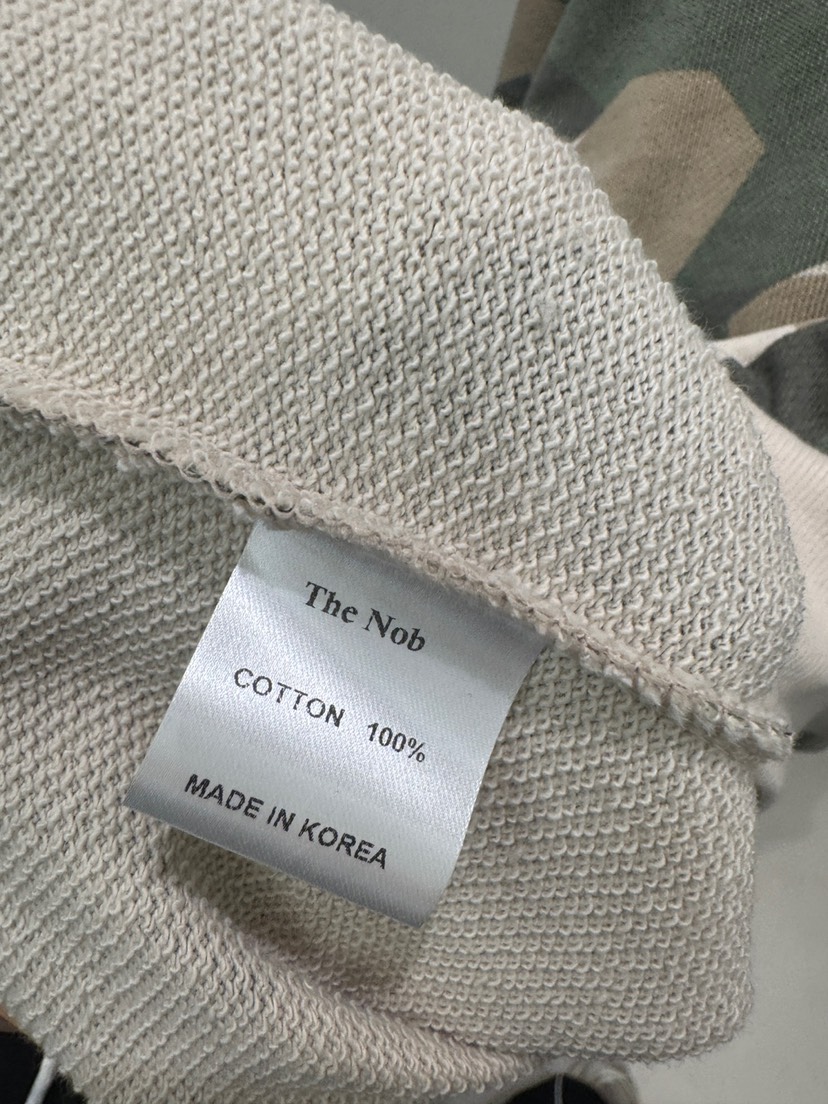 The Nob
COTTON 100%
MADE IN KOREA